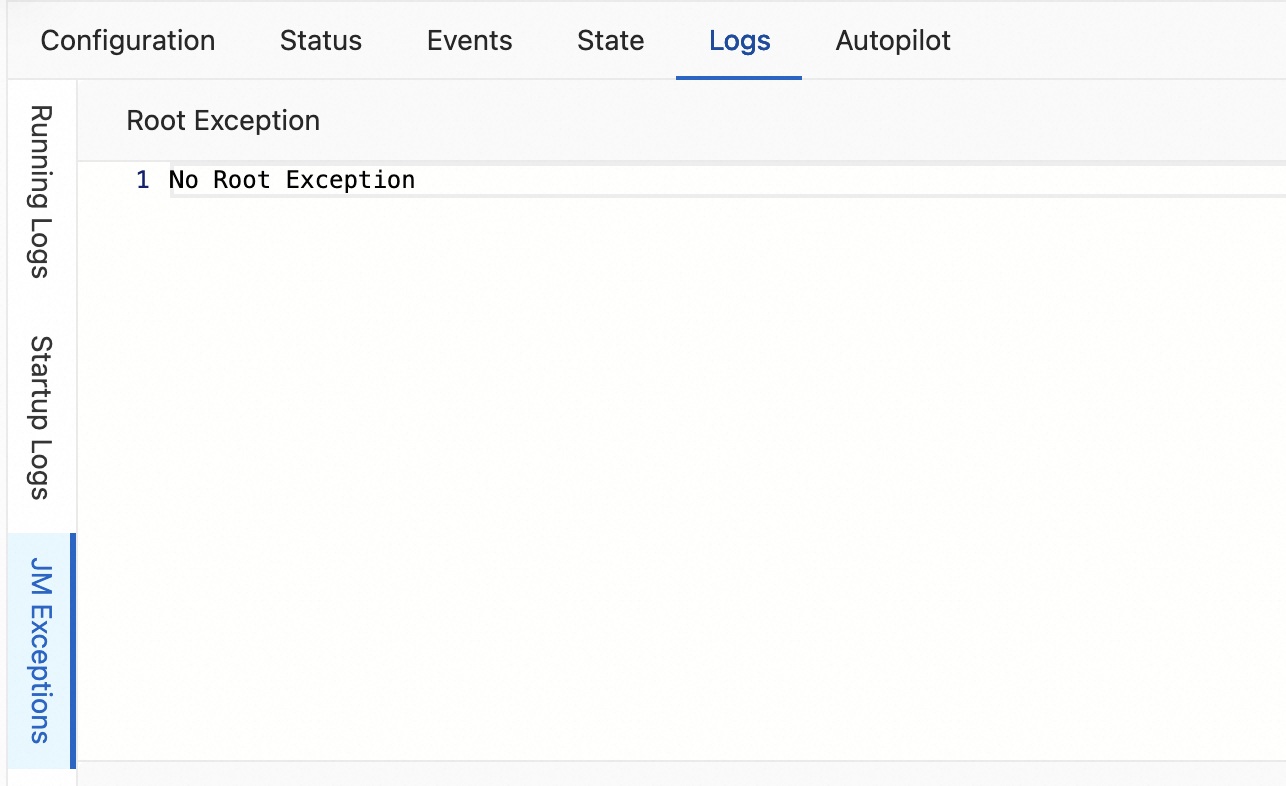 Configuration Status Events State Logs Autopilot
Running Logs
Startup Logs
JM Exceptions
Root Exception
1 No Root Exception